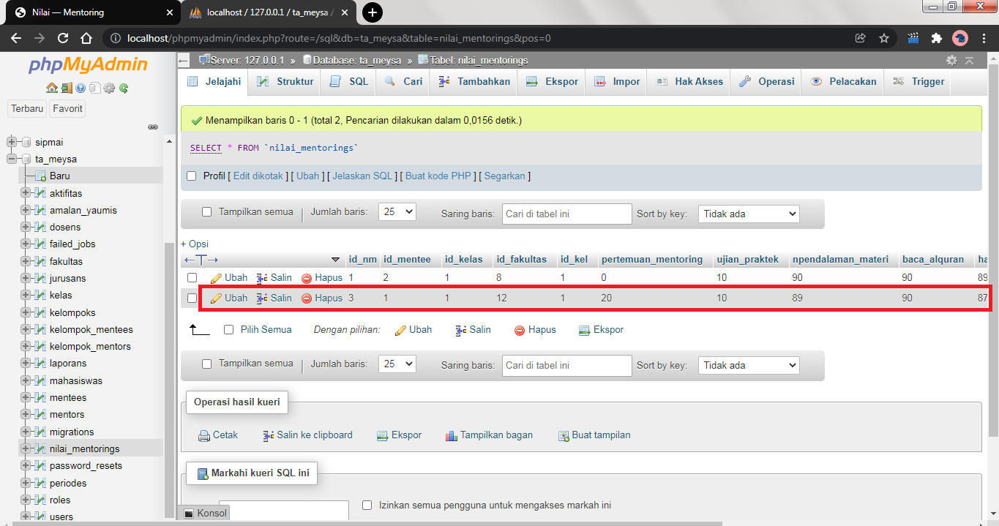 Nilai — Mentoring
localhost / 127.0.0.1 / ta_meysa /
localhost/phpmyadmin/index.php?route=/sql&db=ta_meysa&table=nilai_mentorings&pos=0
phpMyAdmin
Terbaru Favorit
sipmai
ta_meysa
Baru
aktifitas
amalan_yaumis
dosens
failed_jobs
fakultas
jurusans
kelas
kelompoks
kelompok_mentees
kelompok_mentors
laporans
mahasiswas
mentees
mentors
migrations
nilai_mentorings
password_resets
periodes
roles
users
Server: 127.0.0.1 » Database: ta_meysa » Tabel: nilai_mentorings
Jelajahi Struktur SQL Cari Tambahkan Ekspor Impor Hak Akses Operasi Pelacakan Trigger
Menampilkan baris 0 - 1 (total 2, Pencarian dilakukan dalam 0,0156 detik.)
SELECT * FROM `nilai_mentorings`
Profil [ Edit dikotak ] [ Ubah ] [ Jelaskan SQL ] [ Buat kode PHP ] [ Segarkan ]
Tampilkan semua | Jumlah baris: 25 Saring baris: Cari di tabel ini Sort by key: Tidak ada
+ Opsi
←T→ id_nm id_mentee id_kelas id_fakultas id_kel pertemuan_mentoring ujian_praktek npendalaman_materi baca_alquran ha
Ubah Salin Hapus 1 2 1 8 1 0 10 90 90 89
Ubah Salin Hapus 3 1 1 12 1 20 10 89 90 87
Pilih Semua Dengan pilihan: Ubah Salin Hapus Ekspor
Tampilkan semua | Jumlah baris: 25 Saring baris: Cari di tabel ini Sort by key: Tidak ada
Operasi hasil kueri
Cetak Salin ke clipboard Ekspor Tampilkan bagan Buat tampilan
Markahi kueri SQL ini
Izinkan semua pengguna untuk mengakses markah ini
Konsol